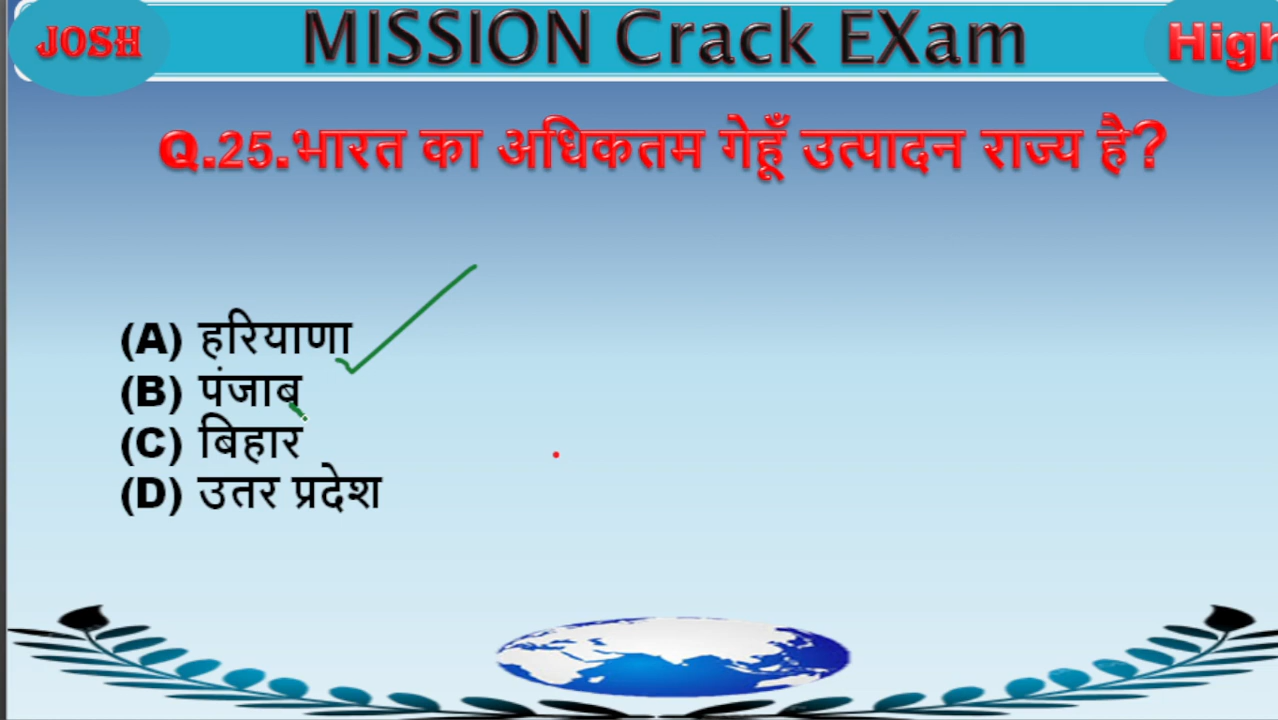 JOSH
MISSION Crack EXam
High
Q.25.भारत का अधिकतम गेहूँ उत्पादन राज्य है?
(A) हरियाणा
(B) पंजाब
(C) बिहार
(D) उतर प्रदेश